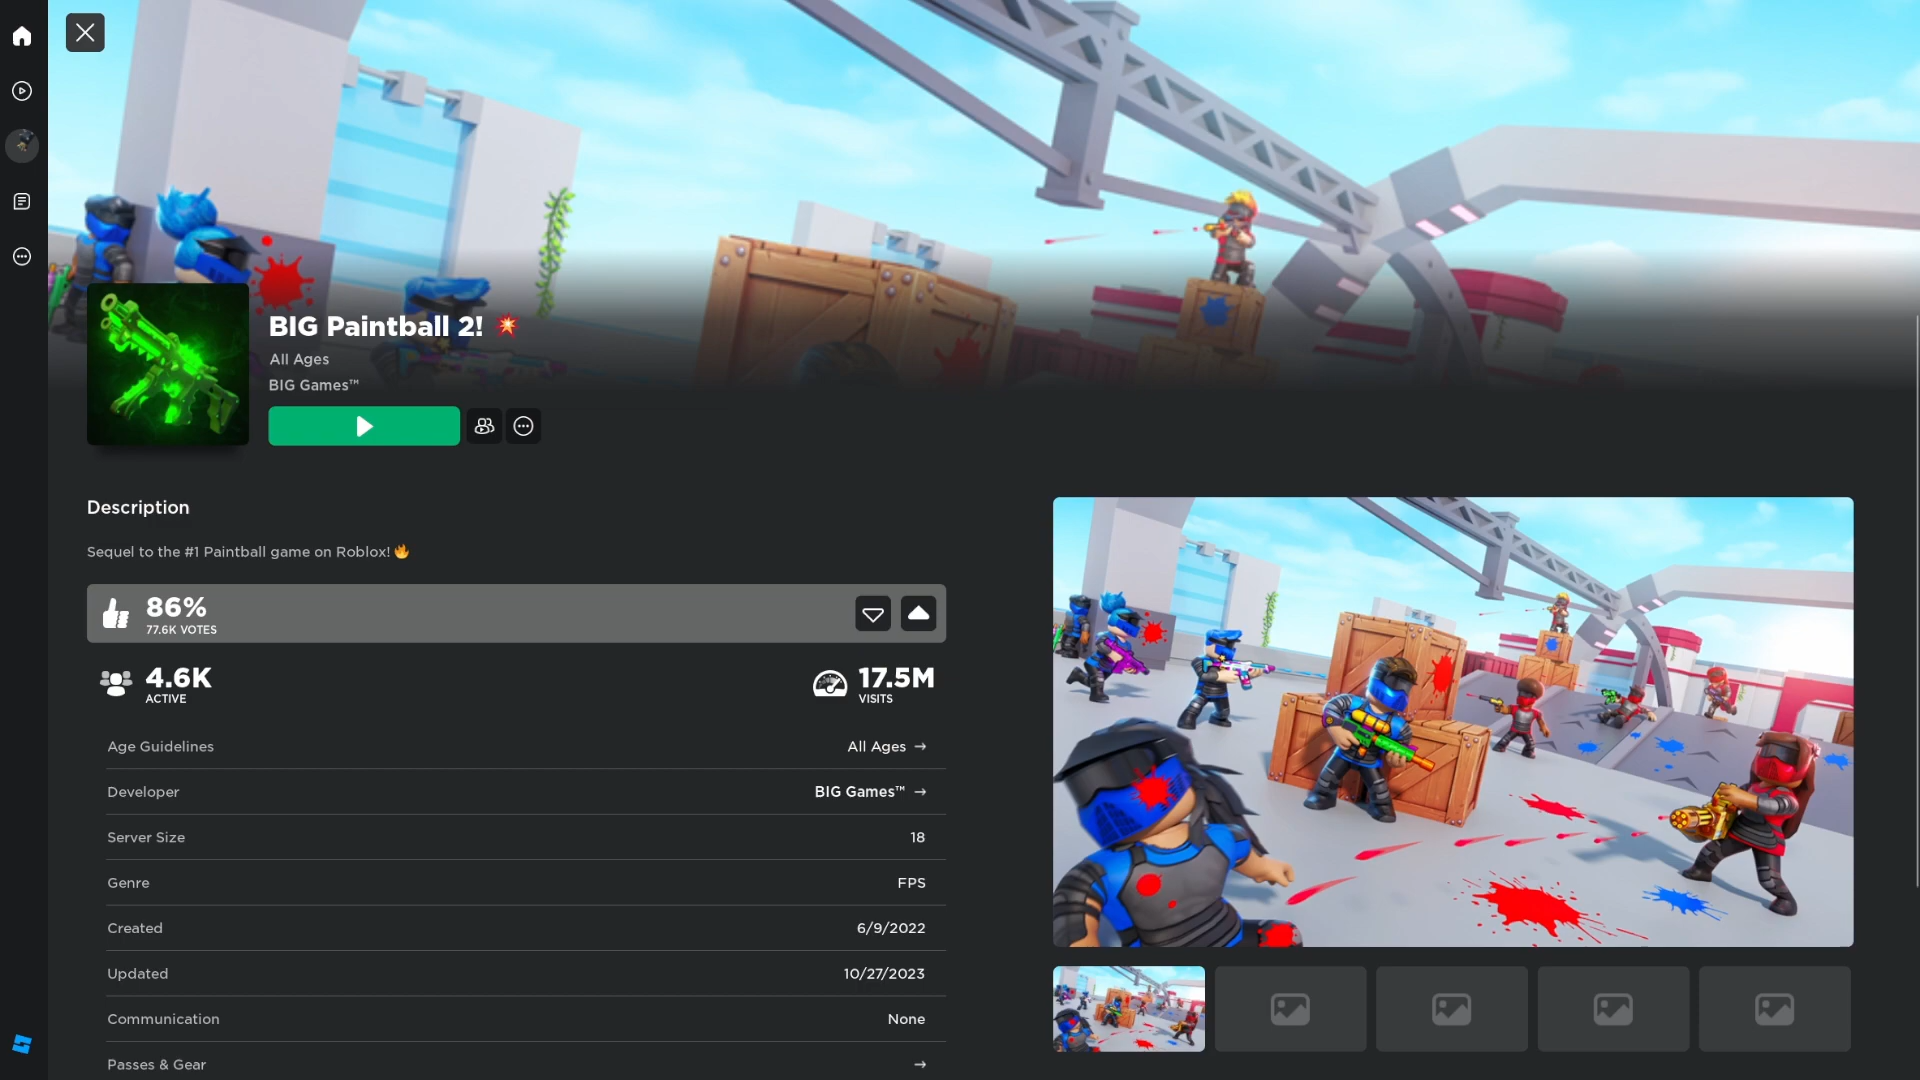 BIG Paintball 2! 💥
All Ages
BIG Games™
Description
Sequel to the #1 Paintball game on Roblox!🔥
86%
77.6K VOTES
4.6K
ACTIVE
17.5M
VISITS
Age Guidelines All Ages →
Developer BIG Games™ →
Server Size 18
Genre FPS
Created 6/9/2022
Updated 10/27/2023
Communication None
Passes & Gear →